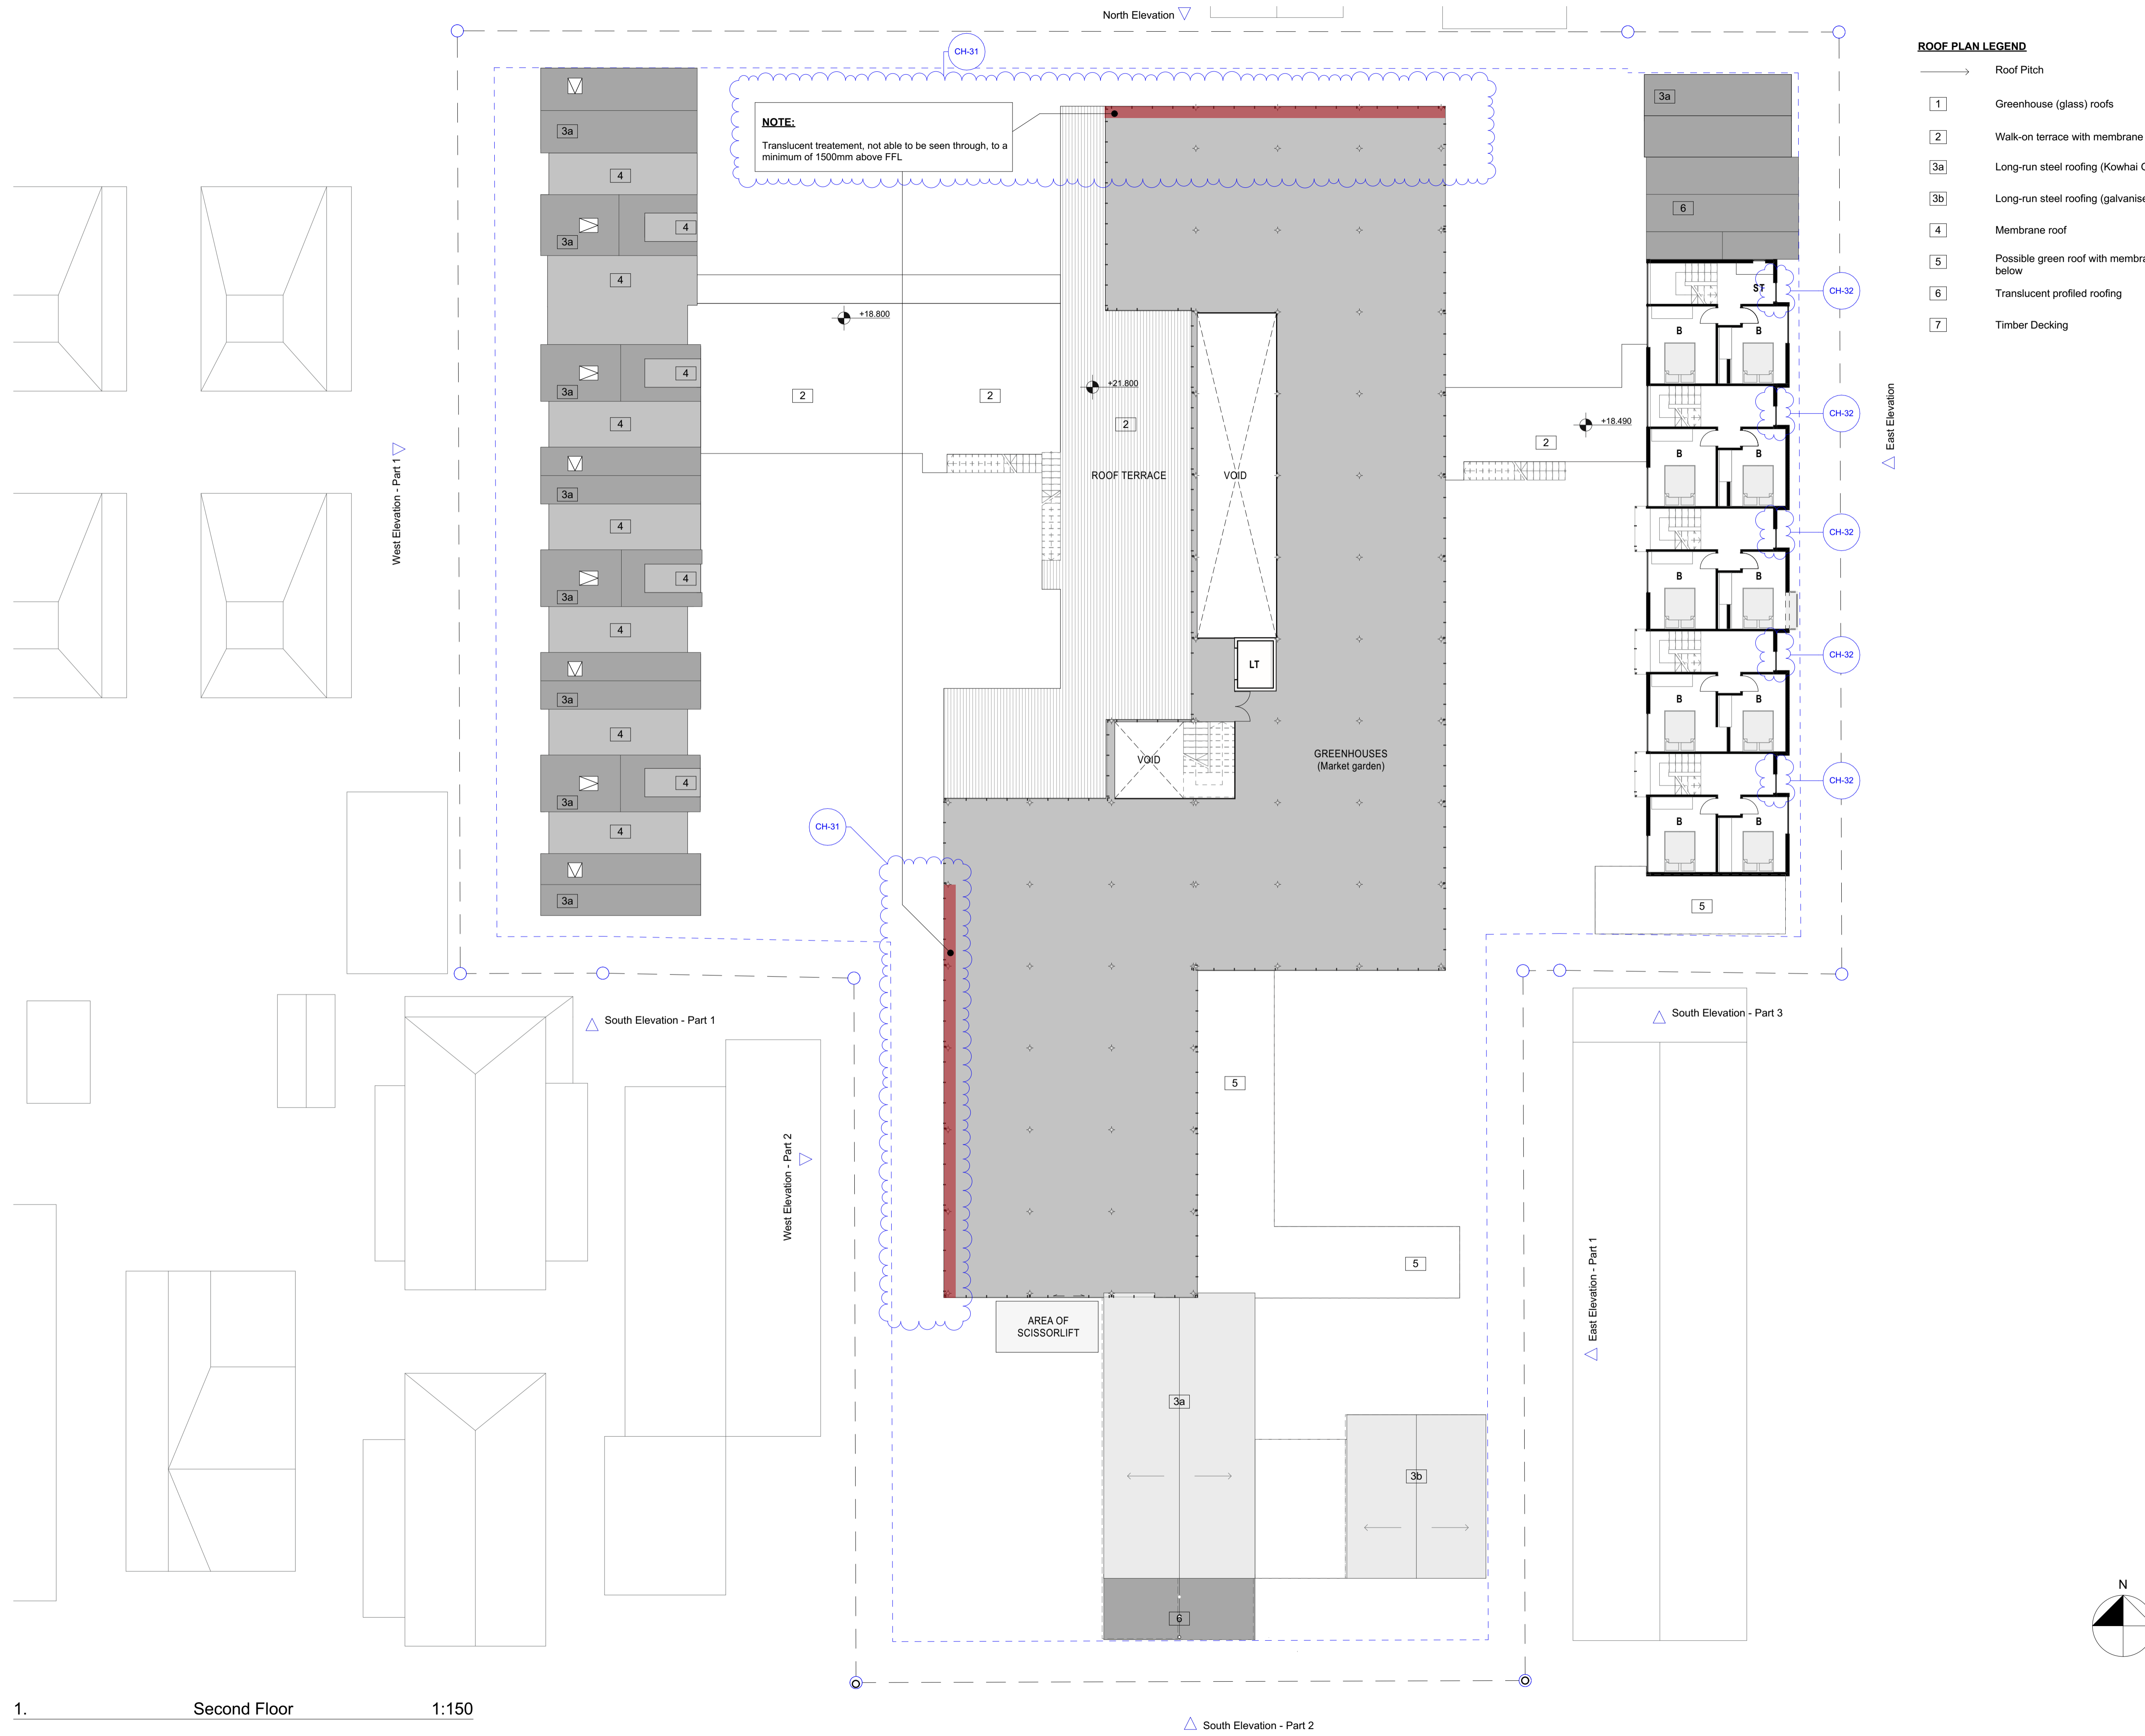 North Elevation
CH-31
ROOF PLAN LEGEND
Roof Pitch
1 Greenhouse (glass) roofs
2 Walk-on terrace with membrane
3a Long-run steel roofing (Kowhai
3b Long-run steel roofing
4 Membrane roof
5 Possible green roof with
below
6 Translucent profiled roofing
7 Timber Decking
NOTE:
Translucent treatement, not able to be seen through, to a
minimum of 1500mm above FFL
3a
3a
4
6
4
3a
4
ST
CH-32
+18.800
B B
+21.800
4
3a
2 2
East Elevation
CH-32
+18.490
4
2
2
West Elevation - Part 1
B B
ROOF TERRACE
VOID
3a
4
CH-32
4
3a
B B
4
CH-32
LT
3a
B B
4
VOID
GREENHOUSES
(Market garden)
CH-32
4
3a
CH-31
4
B B
3a
5
South Elevation - Part 1
South Elevation - Part 3
5
West Elevation - Part 2
5
East Elevation - Part 1
AREA OF
SCISSORLIFT
3a
3b
N
6
1. Second Floor 1:150
South Elevation - Part 2